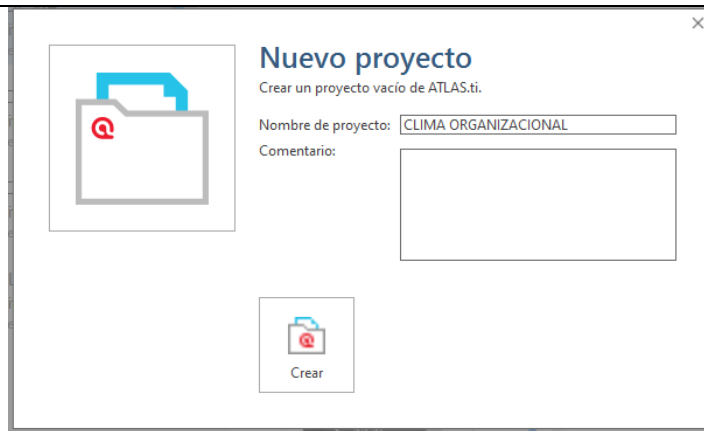 Nuevo proyecto
Crear un proyecto vacío de ATLAS.ti.
Nombre de proyecto: CLIMA ORGANIZACIONAL
Comentario:
Crear